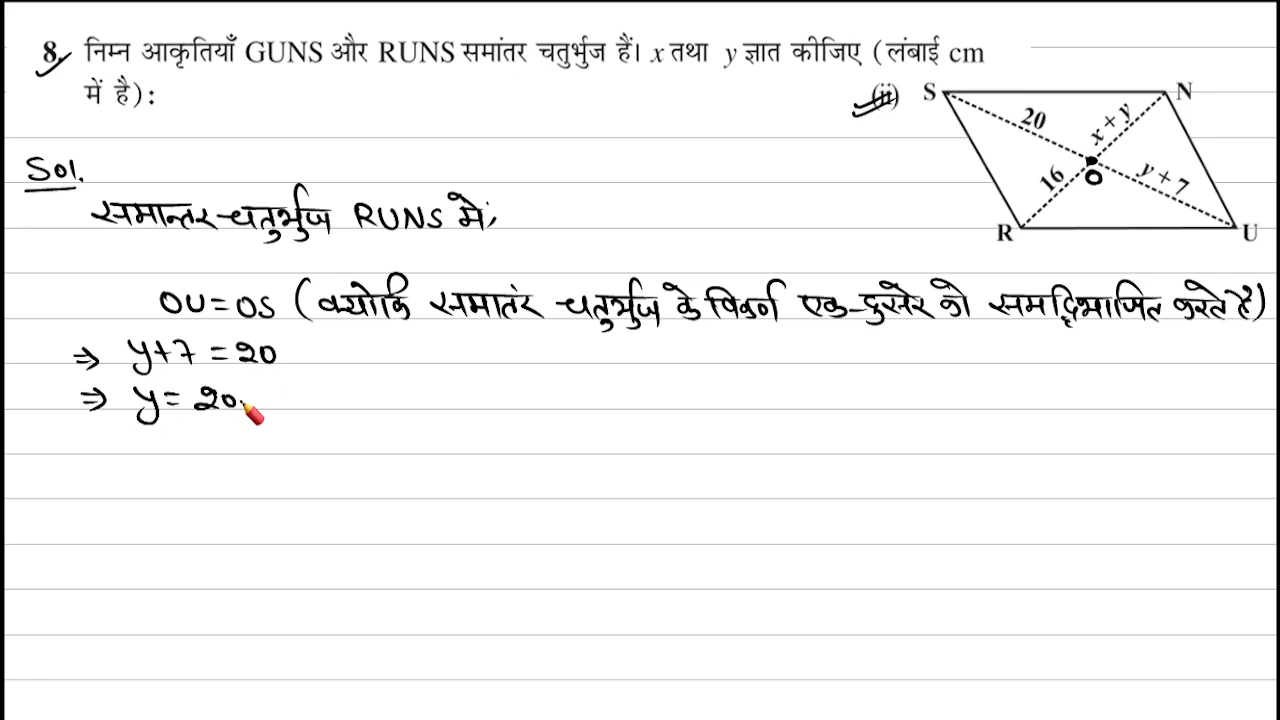 8. निम्न आकृतियाँ GUNS और RUNS समांतर चतुर्भुज हैं। x तथा y ज्ञात कीजिए (लंबाई cm
में है) :
(ii)
S
N
20
x + y
16
O
y + 7
R
U
Sol.
समान्तर चतुर्भुज RUNS में,
OU = OS (क्योकि समातंर चतुर्भुज के विकर्ण एक-दुसरे को समद्विभाजित करते है)
⇒ y+7 = 20
⇒ y = 20